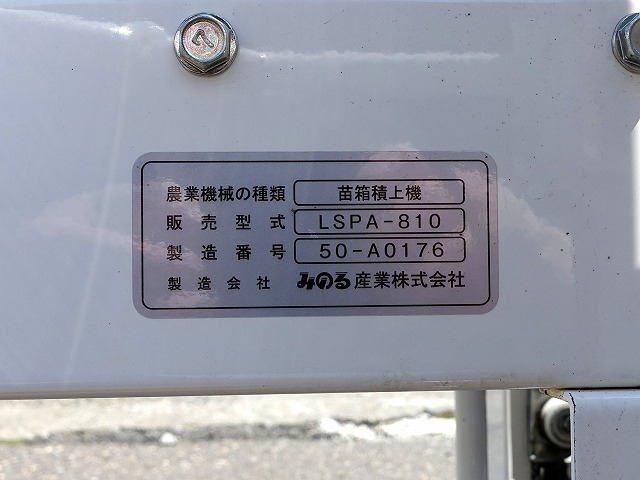 7
農業機械の種類 苗箱積上機
販売型式 LSPA-810
製造番号 50-A0176
製造会社 みのる産業株式会社